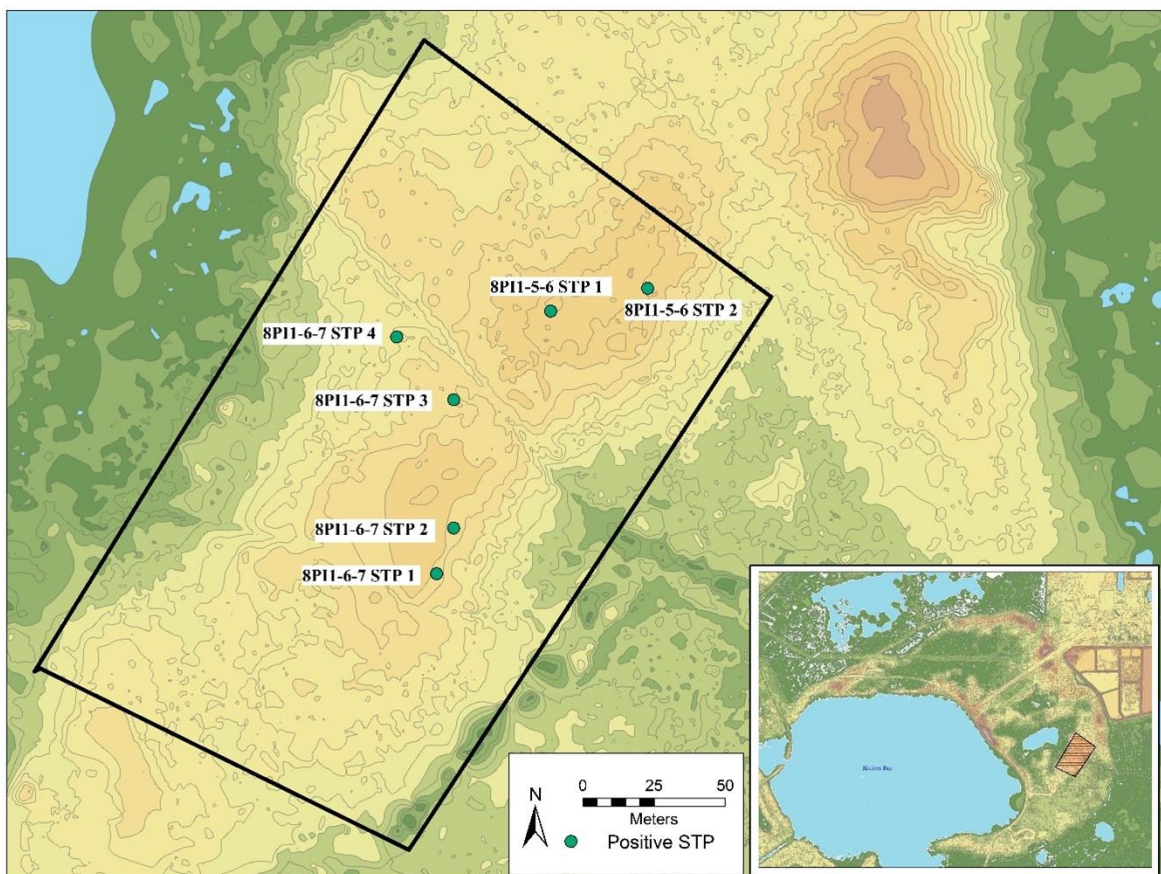 8PI1-5-6 STP 1
8PI1-5-6 STP 2
8PI1-6-7 STP 4
8PI1-6-7 STP 3
8PI1-6-7 STP 2
8PI1-6-7 STP 1
N
0 25 50
Meters
Positive STP